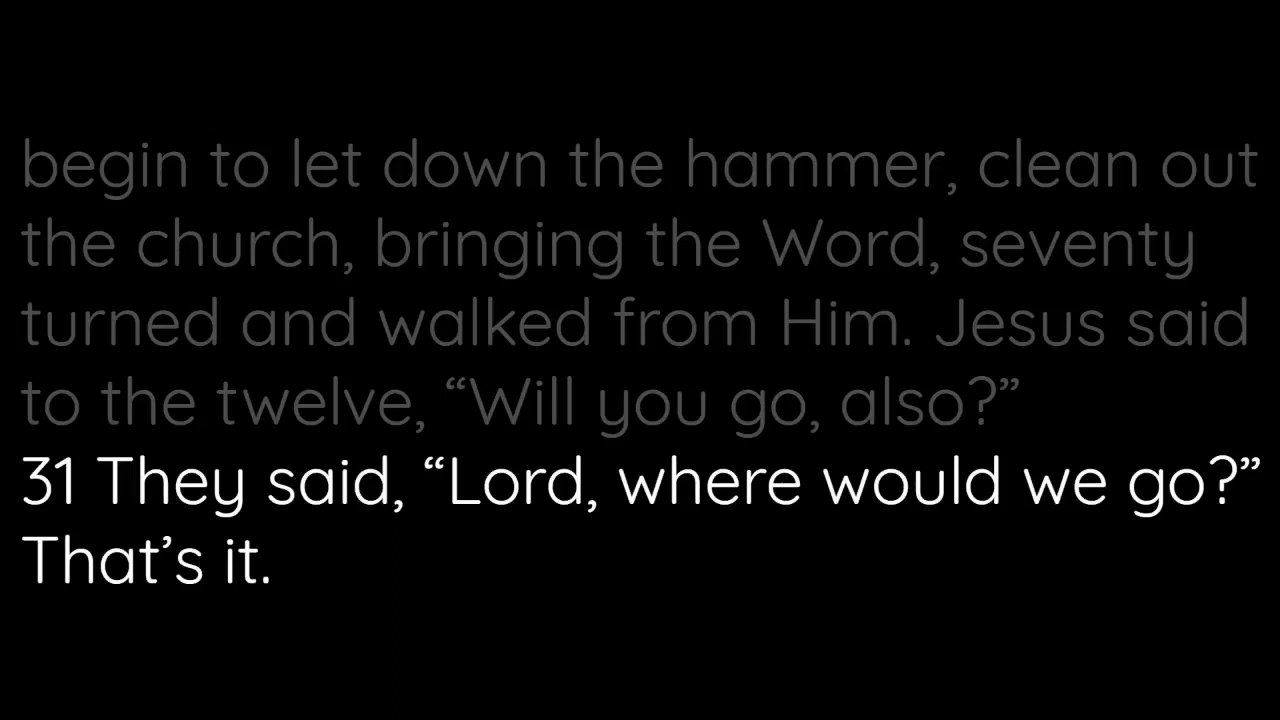 begin to let down the hammer, clean out
the church, bringing the Word, seventy
turned and walked from Him. Jesus said
to the twelve, “Will you go, also?”
31 They said, “Lord, where would we go?”
That’s it.